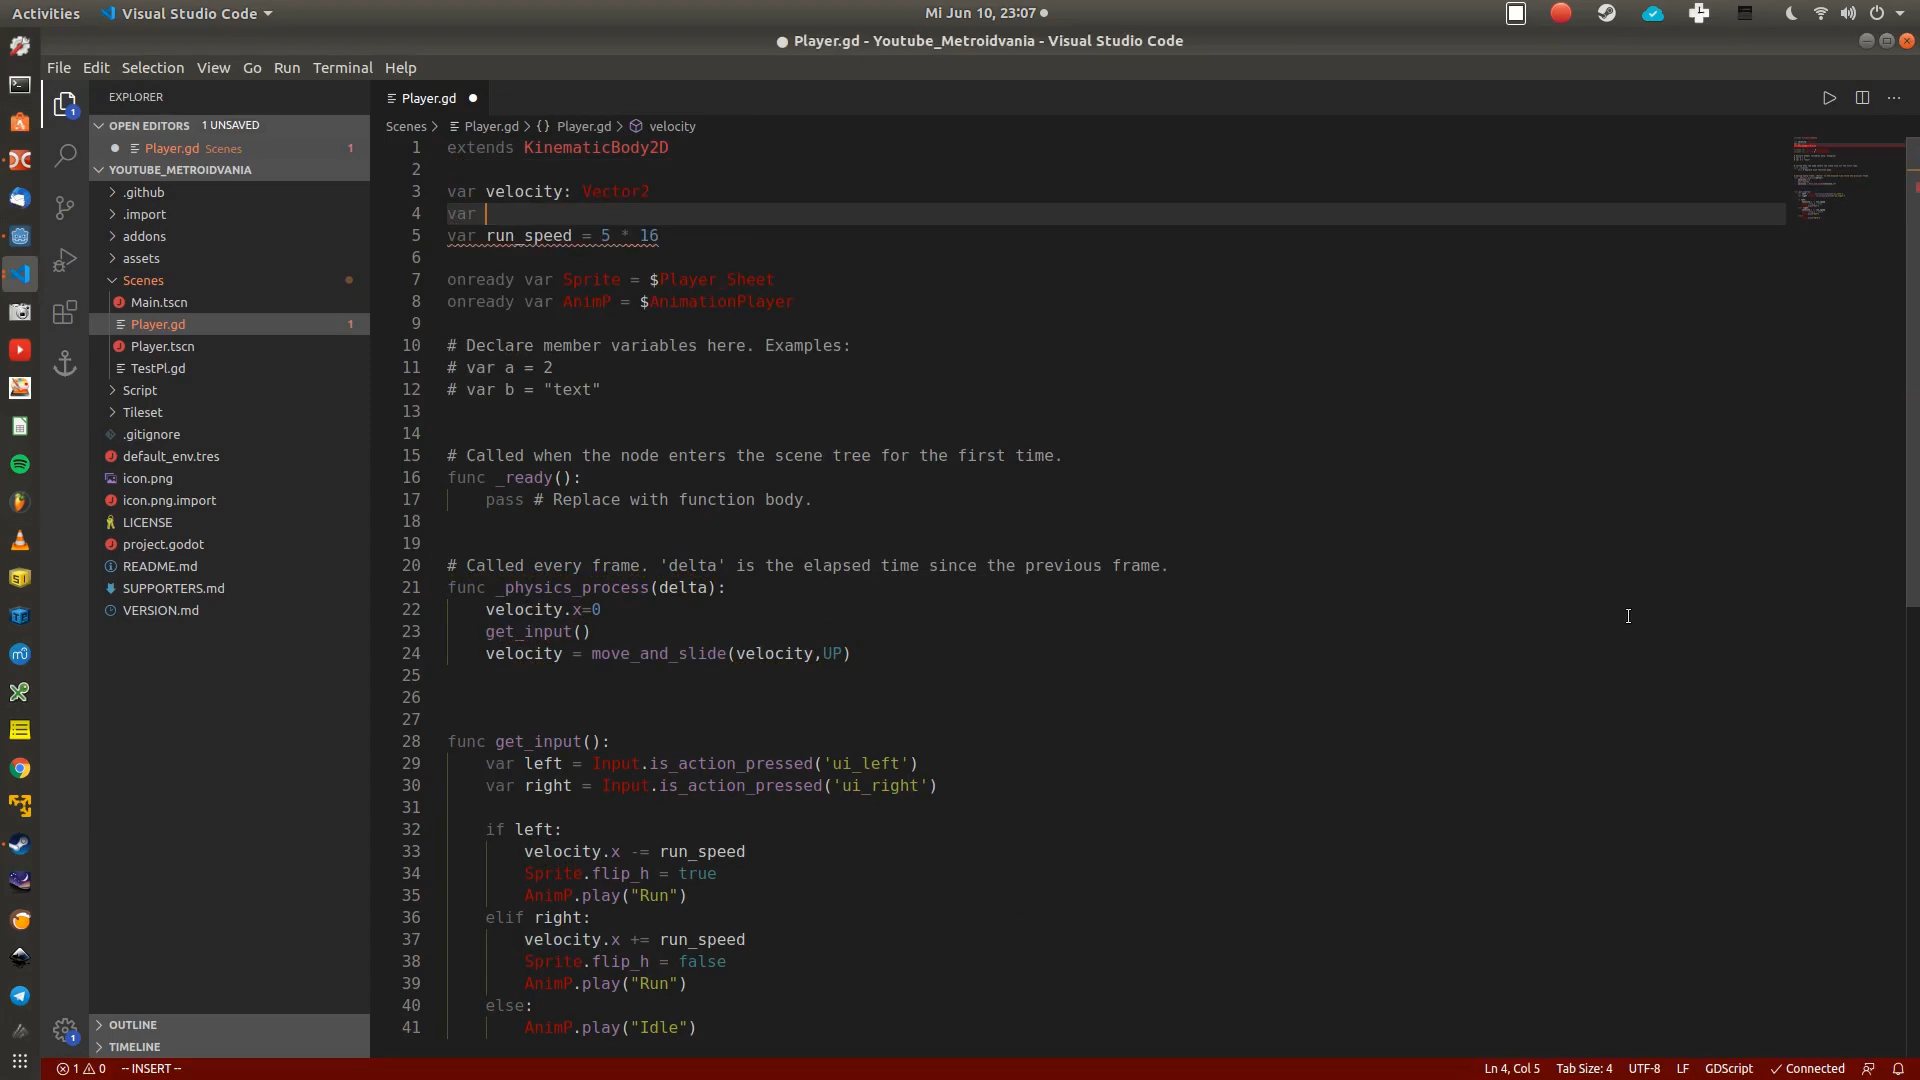 Activities Visual Studio Code Mi Jun 10, 23:07
Player.gd - Youtube_Metroidvania - Visual Studio Code
File Edit Selection View Go Run Terminal Help
EXPLORER
OPEN EDITORS 1 UNSAVED
Player.gd Scenes 1
YOUTUBE_METROIDVANIA
.github
.import
addons
assets
Scenes
Main.tscn
Player.gd 1
Player.tscn
TestPl.gd
Script
Tileset
.gitignore
default_env.tres
icon.png
icon.png.import
LICENSE
project.godot
README.md
SUPPORTERS.md
VERSION.md
OUTLINE
TIMELINE
Player.gd
Scenes > Player.gd > {} Player.gd > velocity
1 extends KinematicBody2D
2
3 var velocity: Vector2
4 var
5 var run_speed = 5 * 16
6
7 onready var Sprite = $Player_Sheet
8 onready var AnimP = $AnimationPlayer
9
10 # Declare member variables here. Examples:
11 # var a = 2
12 # var b = "text"
13
14
15 # Called when the node enters the scene tree for the first time.
16 func _ready():
17 pass # Replace with function body.
18
19
20 # Called every frame. 'delta' is the elapsed time since the previous frame.
21 func _physics_process(delta):
22 velocity.x=0
23 get_input()
24 velocity = move_and_slide(velocity,UP)
25
26
27
28 func get_input():
29 var left = Input.is_action_pressed('ui_left')
30 var right = Input.is_action_pressed('ui_right')
31
32 if left:
33 velocity.x -= run_speed
34 Sprite.flip_h = true
35 AnimP.play("Run")
36 elif right:
37 velocity.x += run_speed
38 Sprite.flip_h = false
39 AnimP.play("Run")
40 else:
41 AnimP.play("Idle")
1 0 -- INSERT -- Ln 4, Col 5 Tab Size: 4 UTF-8 LF GDScript Connected